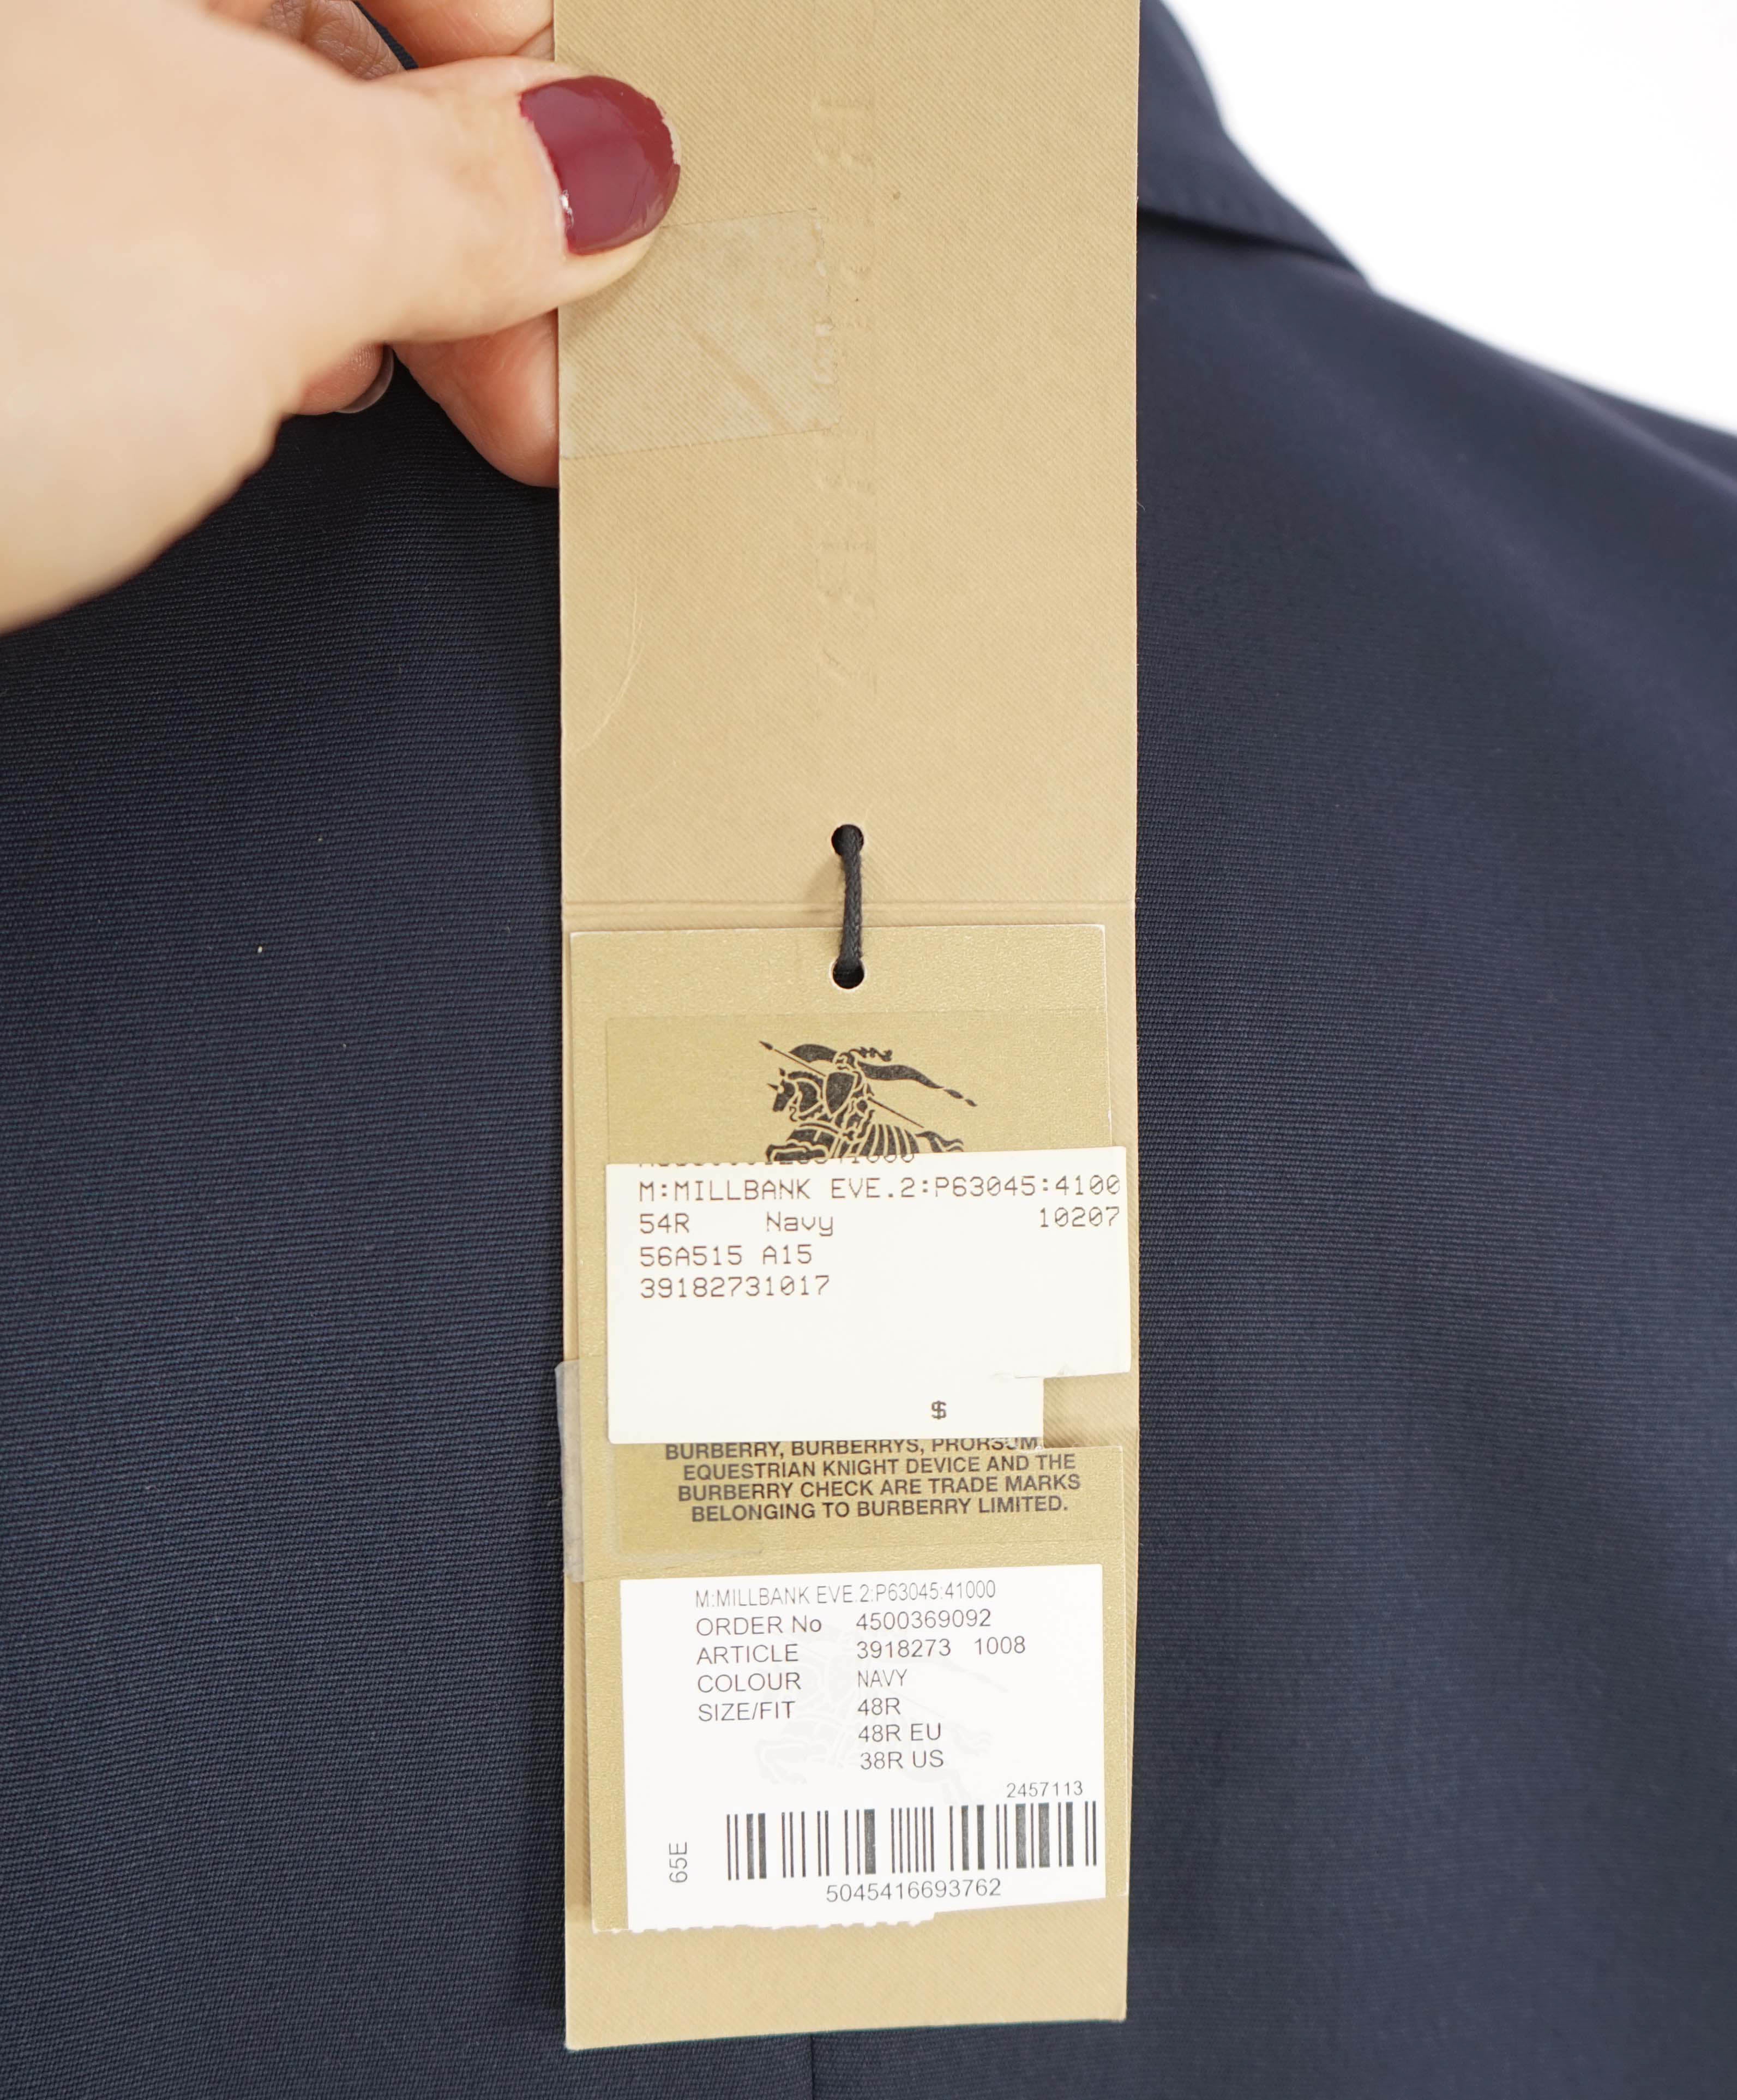 M:MILLBANK EVE.2:P63045:4100
54R Navy 10207
56A515 A15
39182731017
$
BURBERRY, BURBERRYS, PRORSUM,
EQUESTRIAN KNIGHT DEVICE AND THE
BURBERRY CHECK ARE TRADE MARKS
BELONGING TO BURBERRY LIMITED.
M:MILLBANK EVE.2:P63045:41000
ORDER No 4500369092
ARTICLE 3918273 1008
COLOUR NAVY
SIZE/FIT 48R
48R EU
38R US
2457113
65E
5045416693762